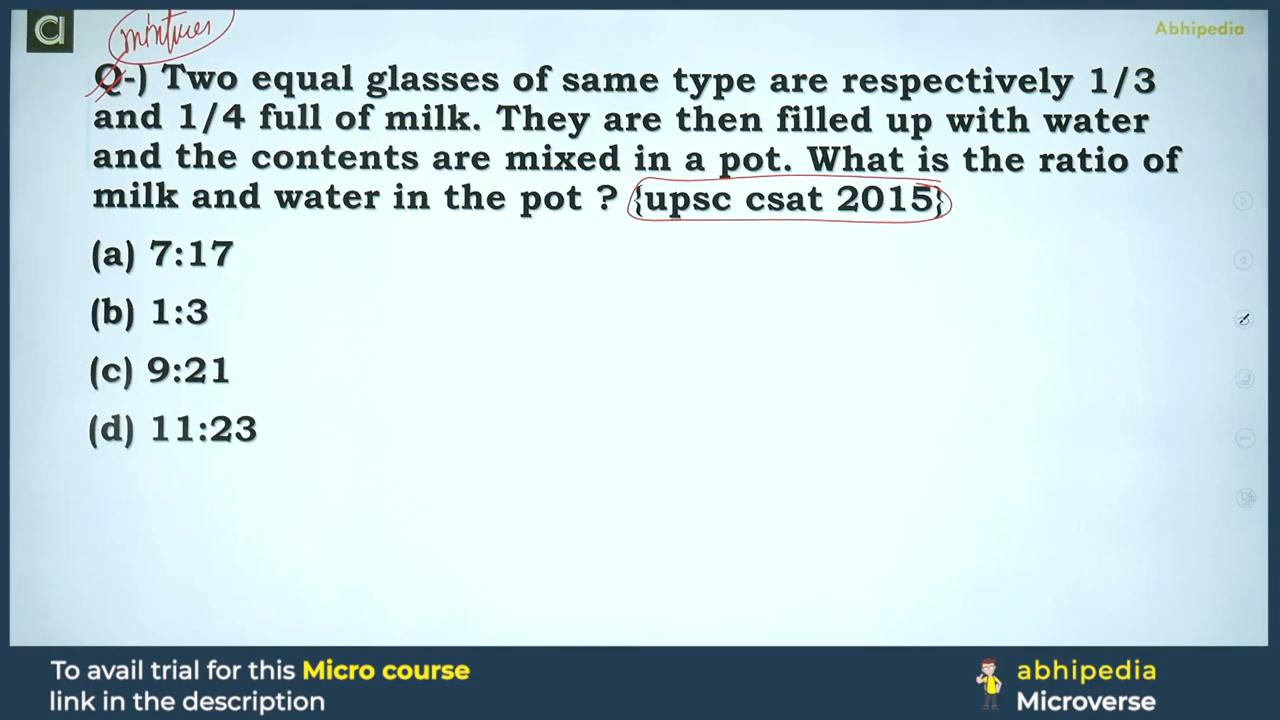 mixtures
Abhipedia
Q-) Two equal glasses of same type are respectively 1/3
and 1/4 full of milk. They are then filled up with water
and the contents are mixed in a pot. What is the ratio of
milk and water in the pot ? {upsc csat 2015}
(a) 7:17
(b) 1:3
(c) 9:21
(d) 11:23
To avail trial for this Micro course
link in the description
abhipedia
Microverse